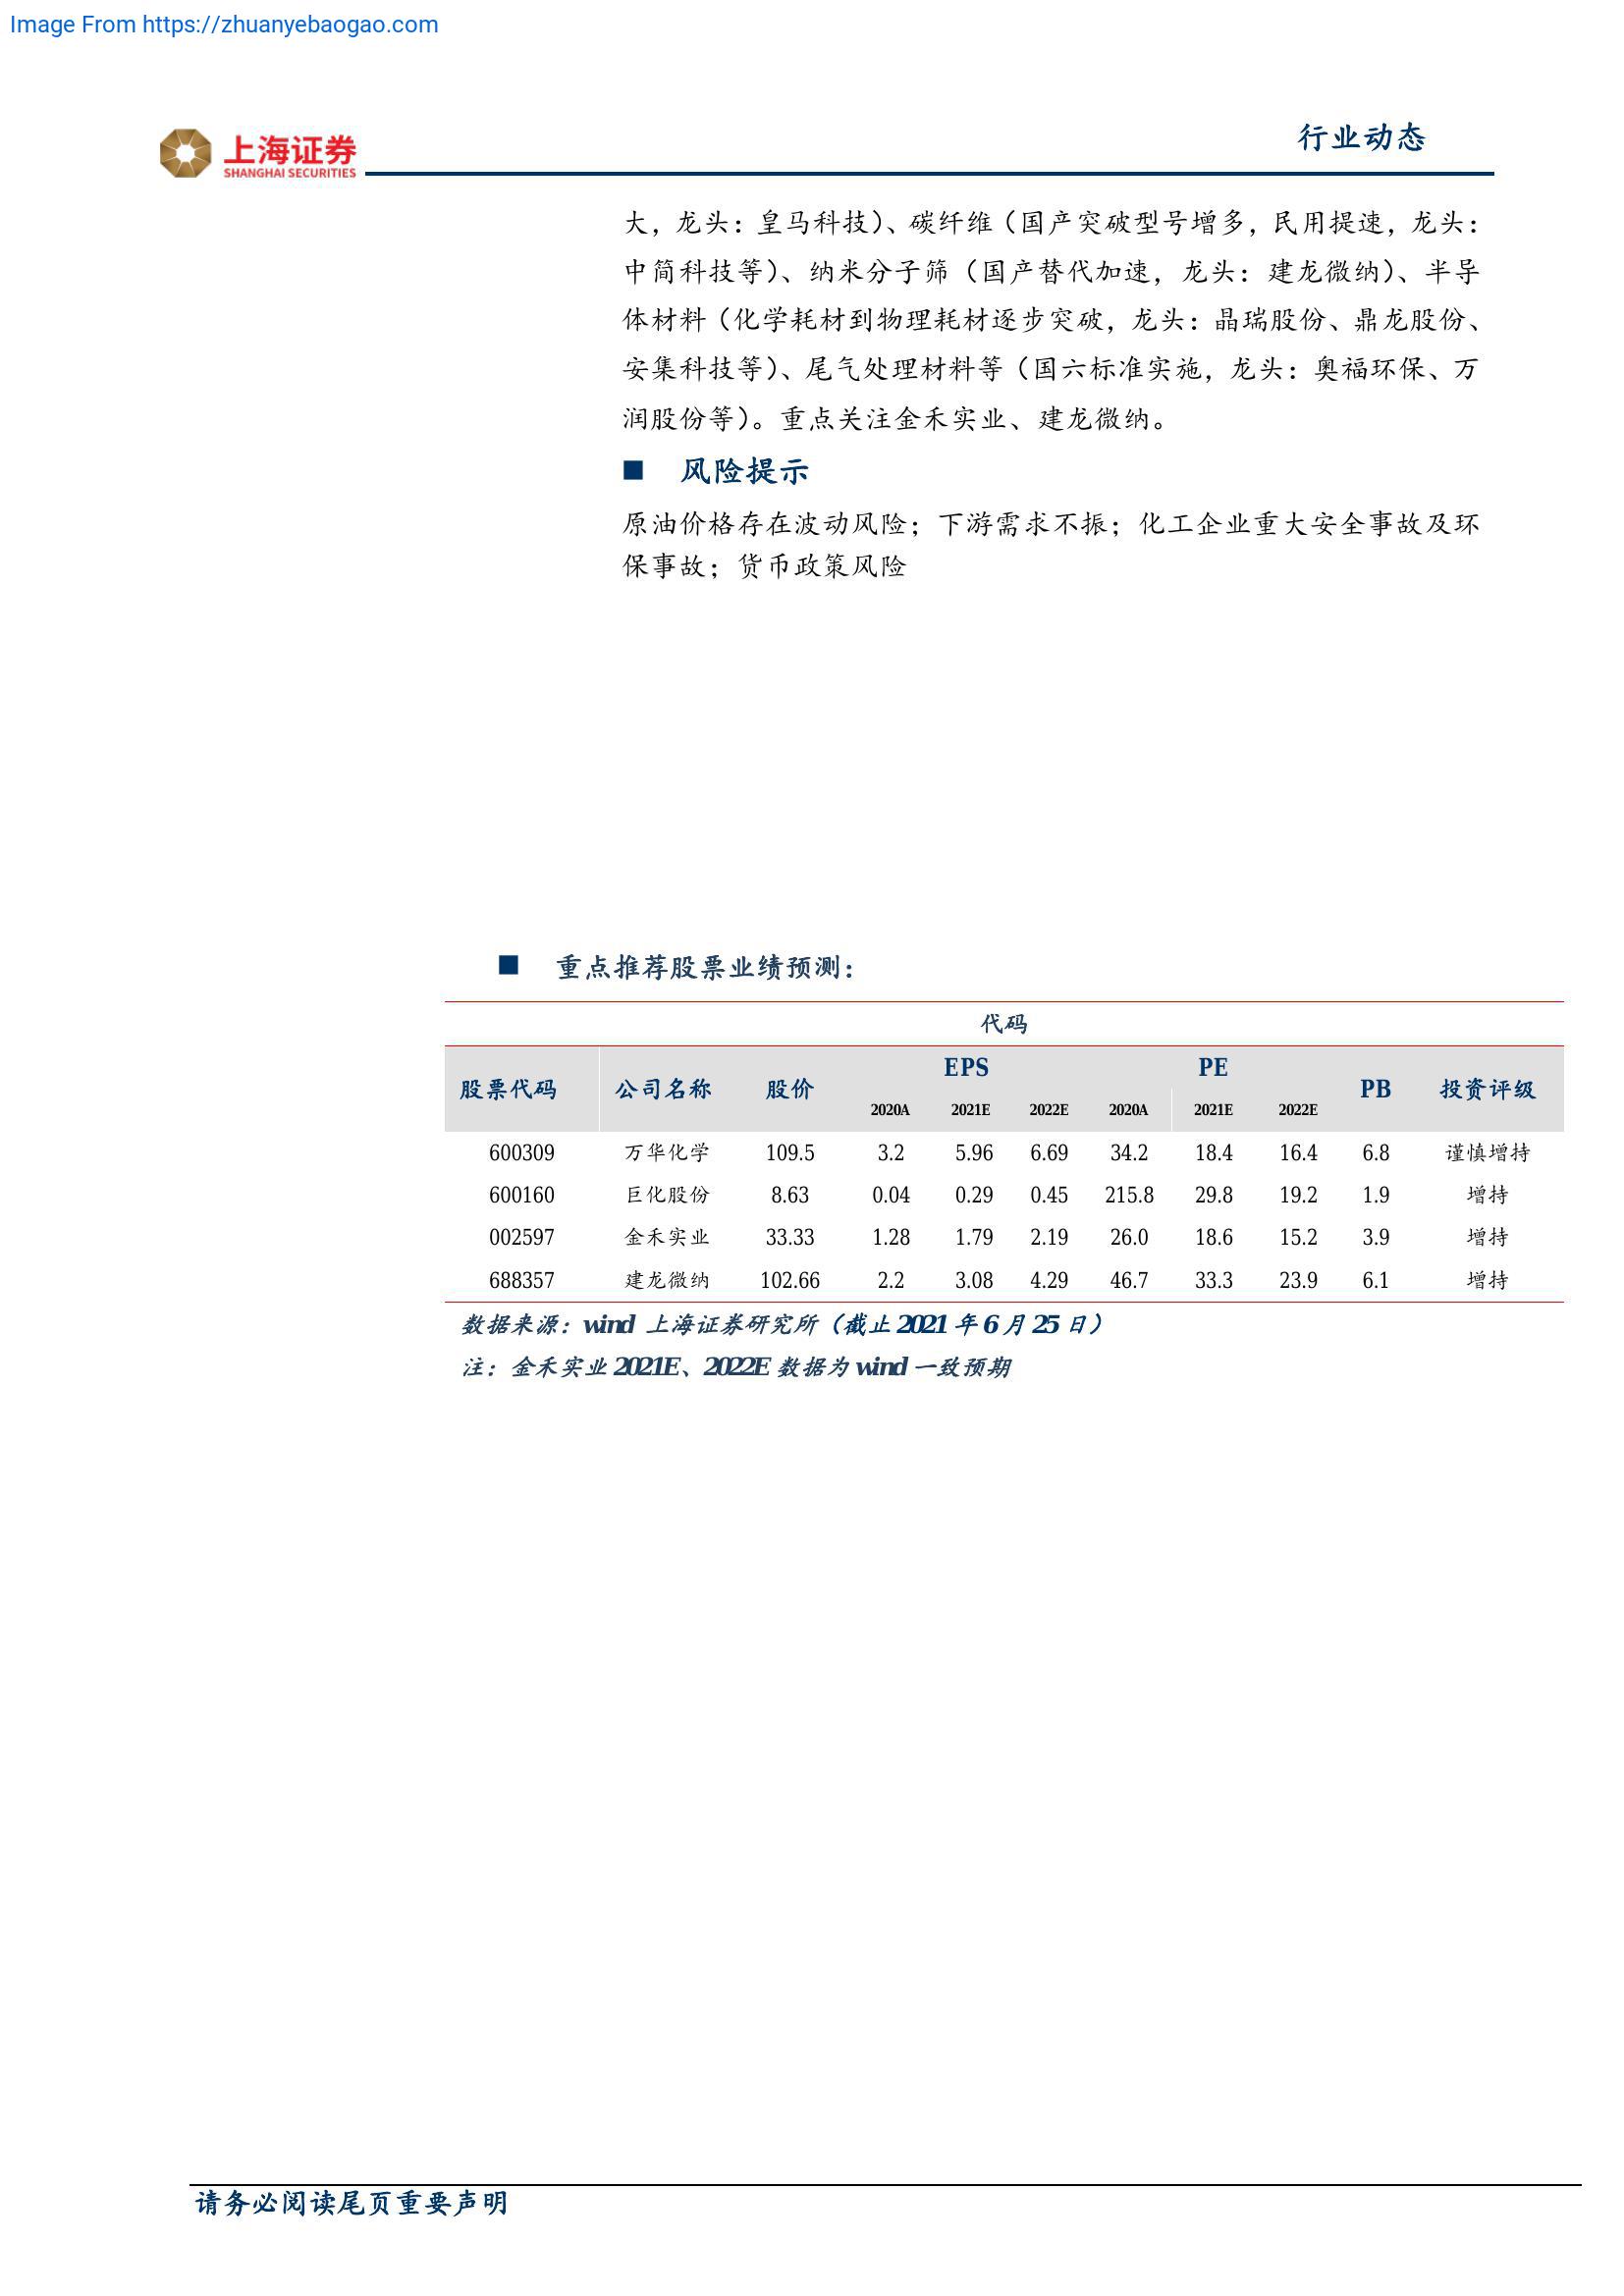 Image From https://zhuanyebaogao.com
上海证券
SHANGHAI SECURITIES
行业动态
大，龙头：皇马科技）、碳纤维（国产突破型号增多，民用提速，龙头：
中简科技等）、纳米分子筛（国产替代加速，龙头：建龙微纳）、半导
体材料（化学耗材到物理耗材逐步突破，龙头：晶瑞股份、鼎龙股份、
安集科技等）、尾气处理材料等（国六标准实施，龙头：奥福环保、万
润股份等）。重点关注金禾实业、建龙微纳。
■ 风险提示
原油价格存在波动风险；下游需求不振；化工企业重大安全事故及环
保事故；货币政策风险
■ 重点推荐股票业绩预测：
代码
股票代码 公司名称 股价 EPS PE PB 投资评级
2020A 2021E 2022E 2020A 2021E 2022E
600309 万华化学 109.5 3.2 5.96 6.69 34.2 18.4 16.4 6.8 谨慎增持
600160 巨化股份 8.63 0.04 0.29 0.45 215.8 29.8 19.2 1.9 增持
002597 金禾实业 33.33 1.28 1.79 2.19 26.0 18.6 15.2 3.9 增持
688357 建龙微纳 102.66 2.2 3.08 4.29 46.7 33.3 23.9 6.1 增持
数据来源：wind 上海证券研究所（截止 2021 年 6 月 25 日）
注：金禾实业 2021E、2022E 数据为 wind 一致预期
请务必阅读尾页重要声明